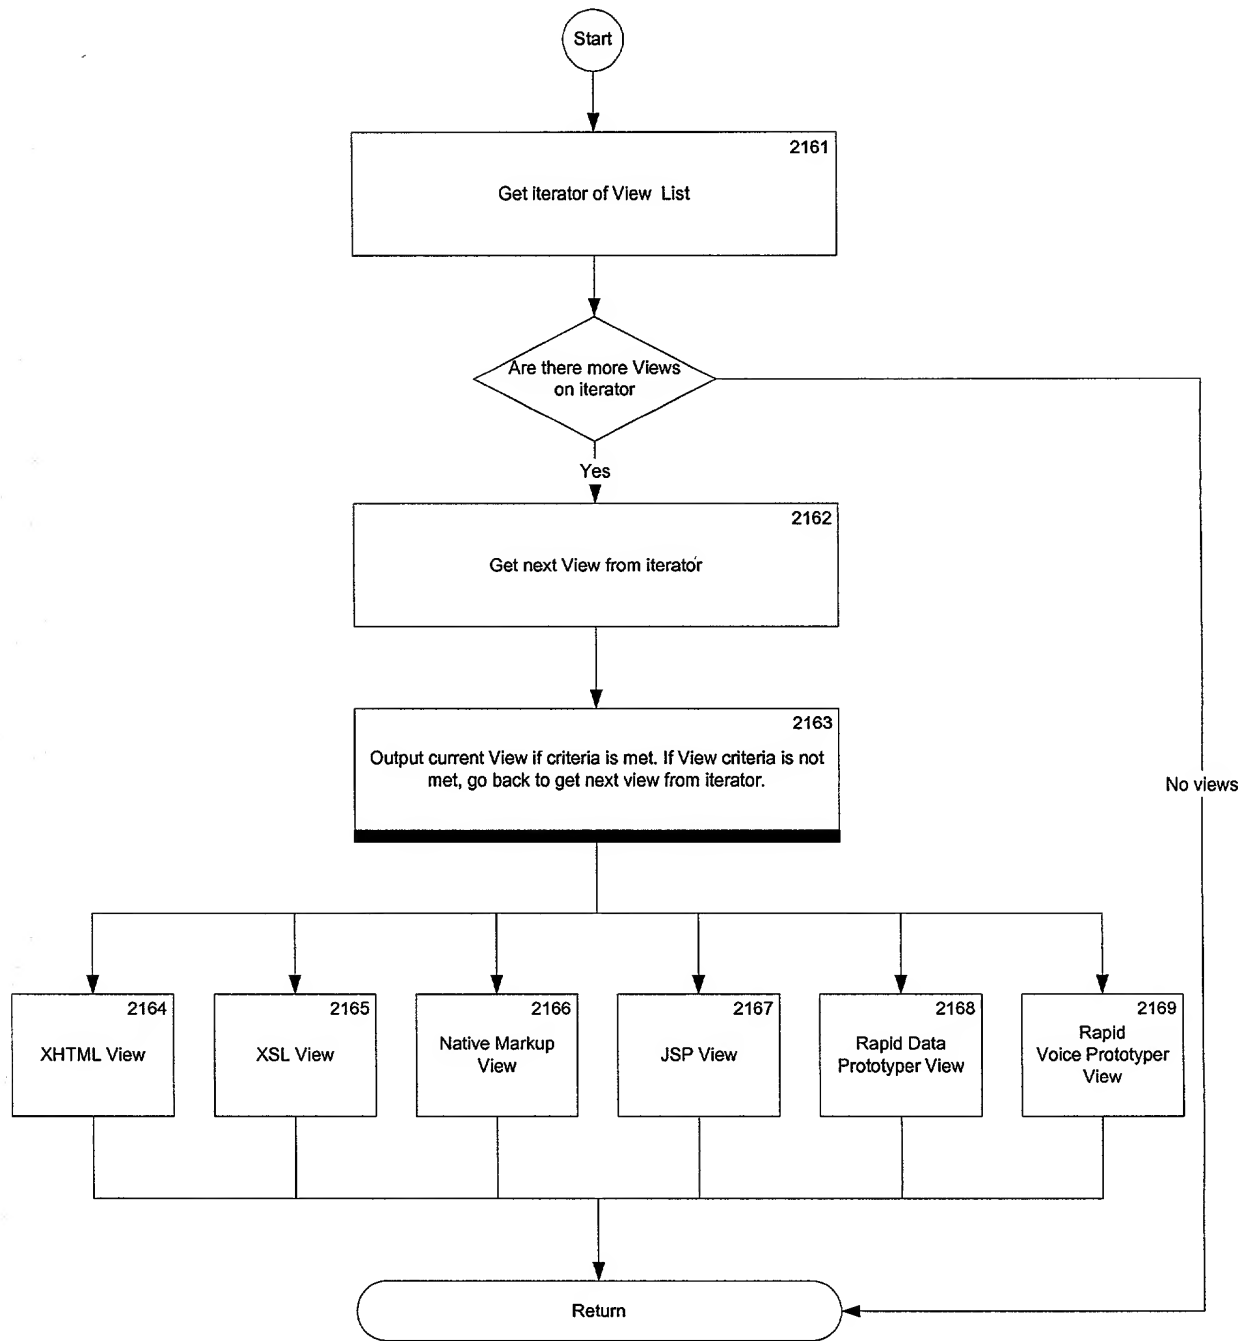 Start
2161
Get iterator of View List
Are there more Views
on iterator
Yes
2162
Get next View from iterator
2163
Output current View if criteria is met. If View criteria is not
met, go back to get next view from iterator.
No views
2164
XHTML View
2165
XSL View
2166
Native Markup
View
2167
JSP View
2168
Rapid Data
Prototyper View
2169
Rapid
Voice Prototyper
View
Return